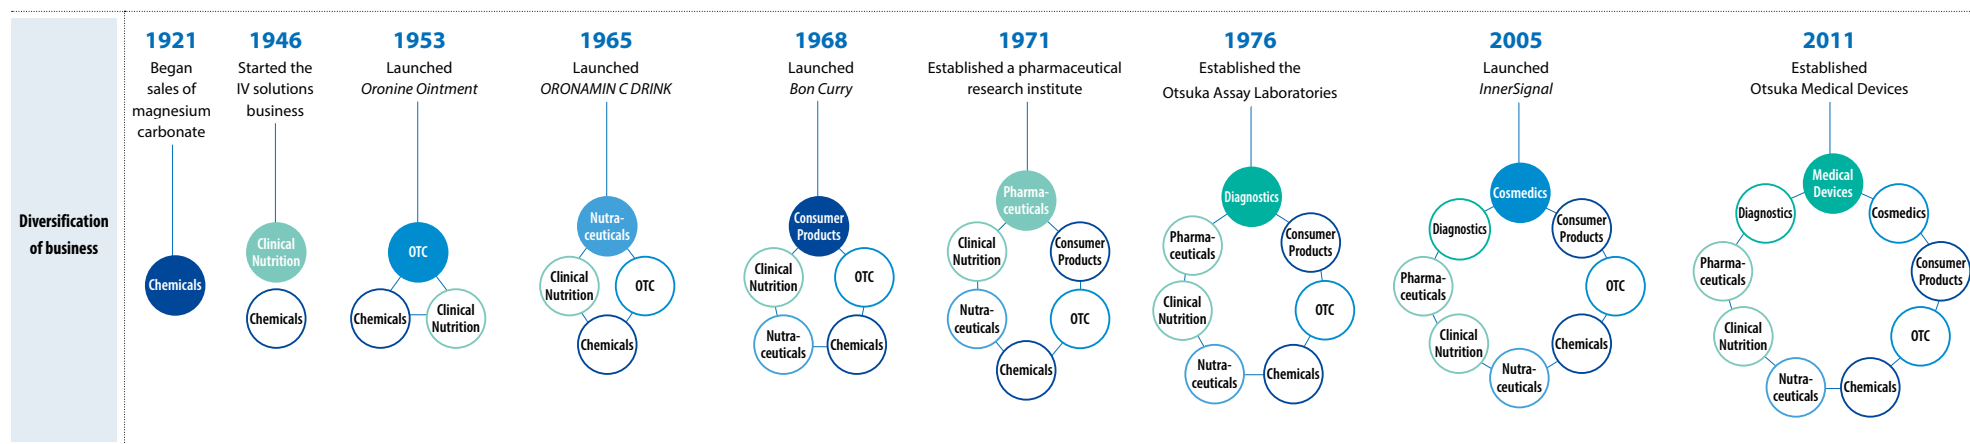 Diversification
of business
1921
Began
sales of
magnesium
carbonate
Chemicals
1946
Started the
IV solutions
business
Clinical
Nutrition
Chemicals
1953
Launched
Oronine Ointment
OTC
Chemicals
Clinical
Nutrition
1965
Launched
ORONAMIN C DRINK
Nutra-
ceuticals
Clinical
Nutrition
OTC
Chemicals
1968
Launched
Bon Curry
Consumer
Products
Clinical
Nutrition
OTC
Nutra-
ceuticals
Chemicals
1971
Established a pharmaceutical
research institute
Pharma-
ceuticals
Clinical
Nutrition
Consumer
Products
Nutra-
ceuticals
OTC
Chemicals
1976
Established the
Otsuka Assay Laboratories
Diagnostics
Pharma-
ceuticals
Consumer
Products
Clinical
Nutrition
OTC
Nutra-
ceuticals
Chemicals
2005
Launched
InnerSignal
Cosmedics
Diagnostics
Consumer
Products
Pharma-
ceuticals
OTC
Clinical
Nutrition
Chemicals
Nutra-
ceuticals
2011
Established
Otsuka Medical Devices
Medical
Devices
Diagnostics
Cosmedics
Pharma-
ceuticals
Consumer
Products
Clinical
Nutrition
OTC
Nutra-
ceuticals
Chemicals